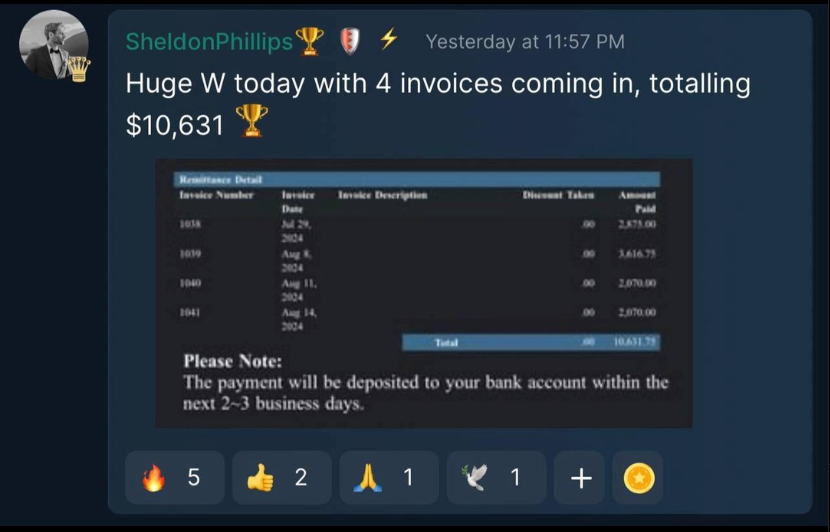 SheldonPhillips🏆 ⚡ Yesterday at 11:57 PM
Huge W today with 4 invoices coming in, totalling
$10,631 🏆
Remittance Detail
Invoice Number Invoice Invoice Description Discount Taken Amount
Date Paid
1038 Jul 29, .00 2,875.00
2024
1039 Aug 8, .00 3,616.75
2024
1040 Aug 11, .00 2,070.00
2024
1041 Aug 14, .00 2,070.00
2024
Total .00 10,631.75
Please Note:
The payment will be deposited to your bank account within the
next 2~3 business days.
🔥 5 👍 2 🙏 1 🕊 1 +